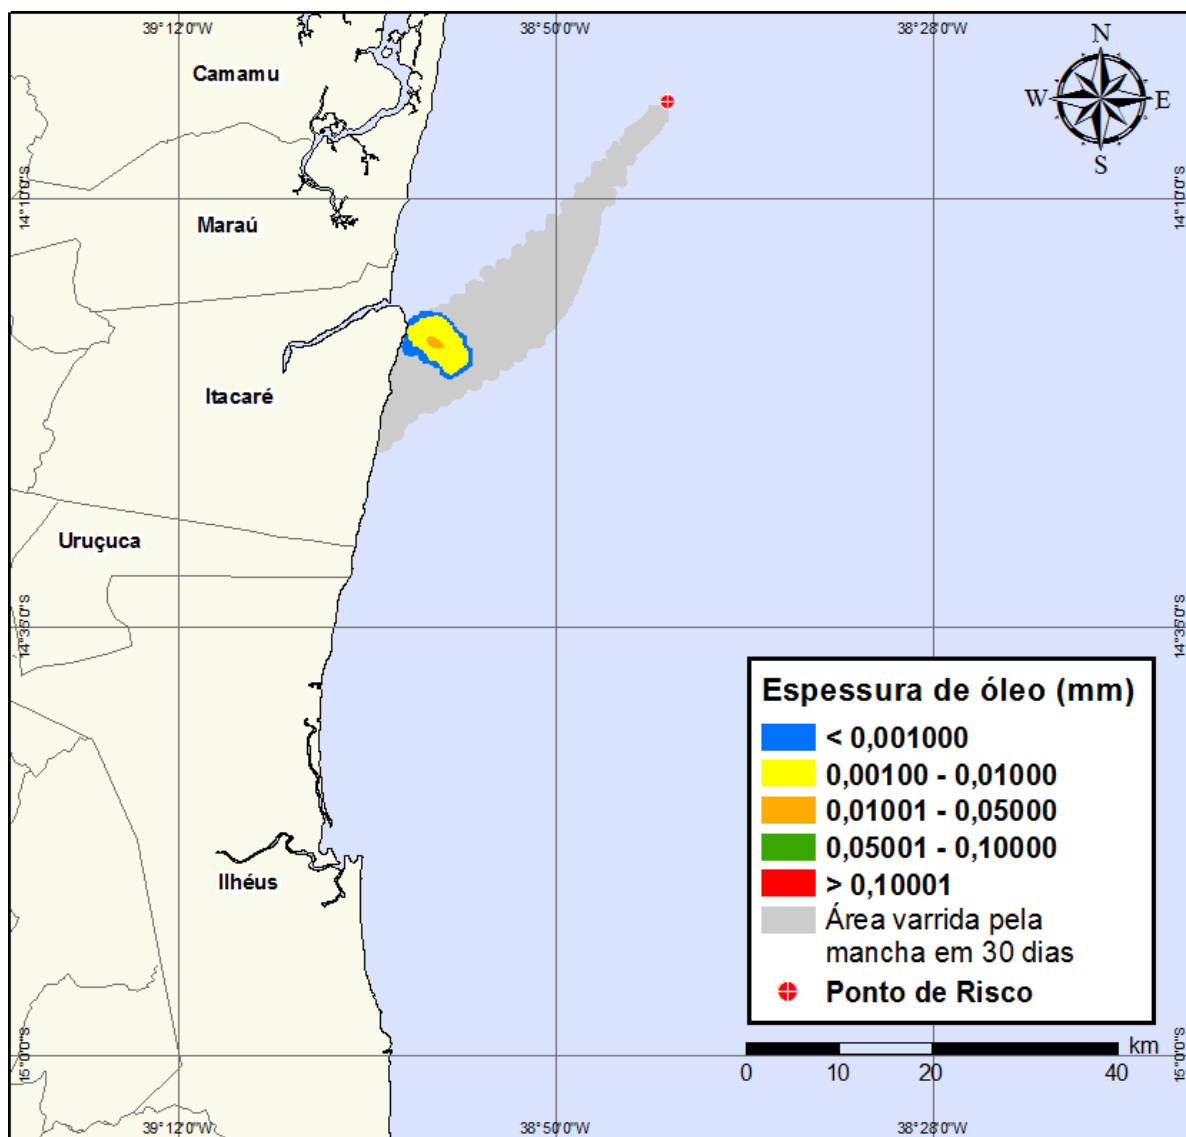 39°12'0"W
38°50'0"W
38°28'0"W
N
W
E
S
Camamu
14°10'0"S
14°10'0"S
Maraú
Itacaré
Uruçuca
14°35'0"S
14°35'0"S
Ilhéus
Espessura de óleo (mm)
< 0,001000
0,00100 - 0,01000
0,01001 - 0,05000
0,05001 - 0,10000
> 0,10001
Área varrida pela
mancha em 30 dias
Ponto de Risco
km
0
10
20
40
15°0'0"S
15°0'0"S
39°12'0"W
38°50'0"W
38°28'0"W